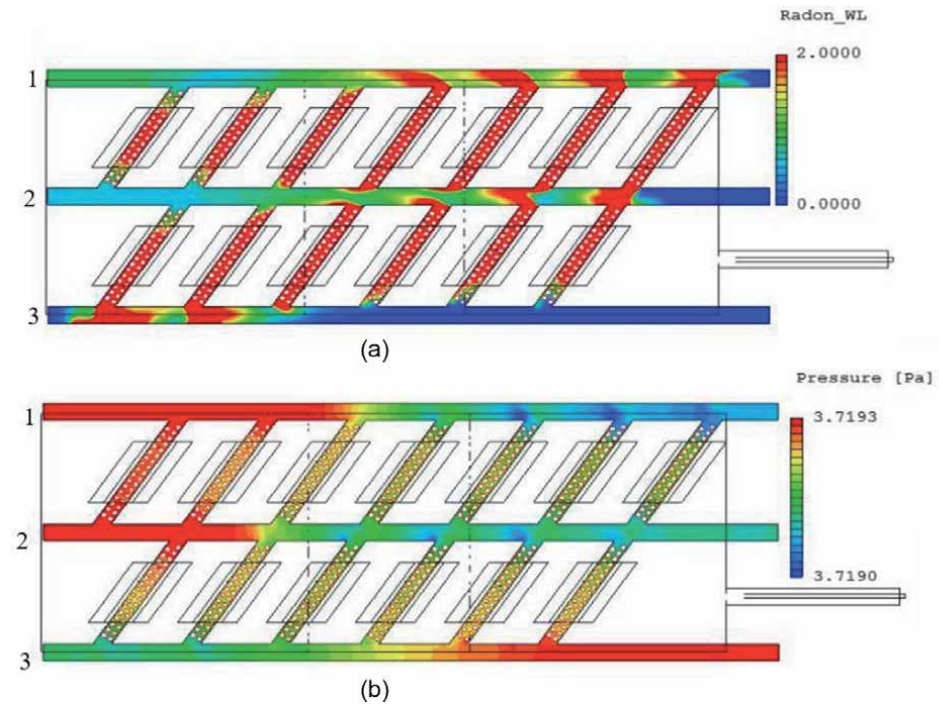 Radon_WL
2.0000
0.0000
1
2
3
(a)
Pressure [Pa]
3.7193
3.7190
1
2
3
(b)